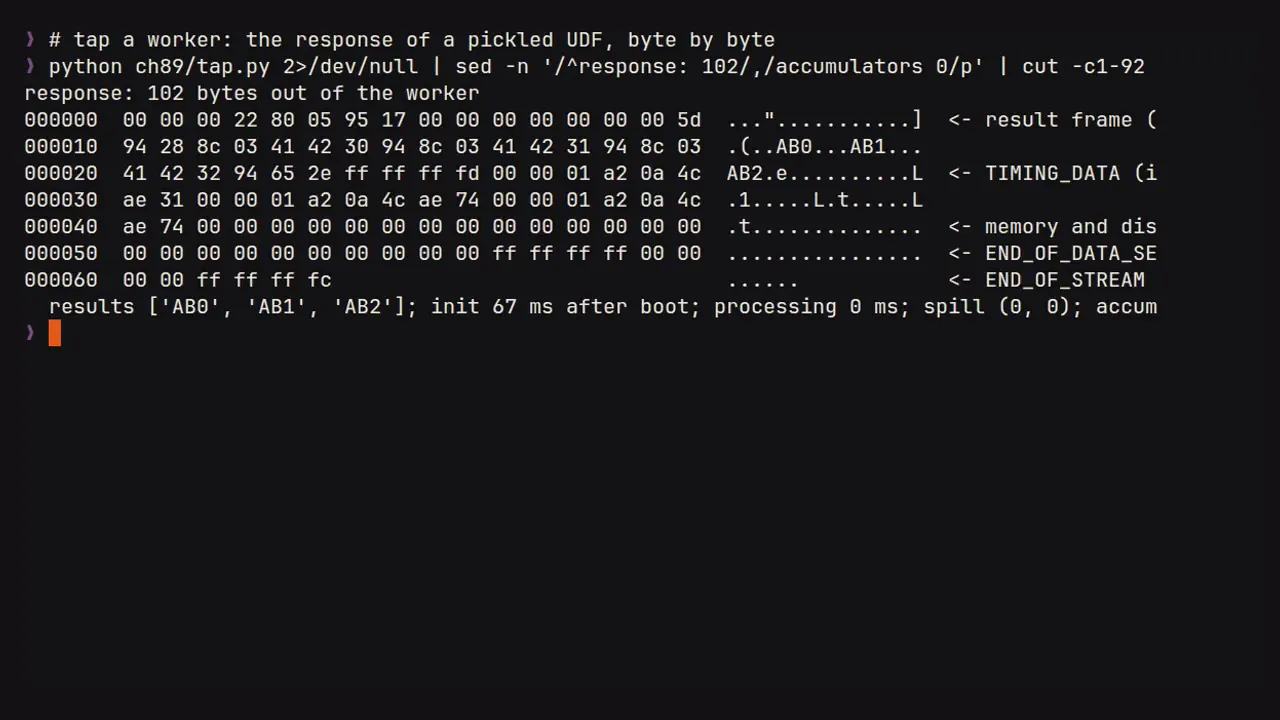 ❯ # tap a worker: the response of a pickled UDF, byte by byte
❯ python ch89/tap.py 2>/dev/null | sed -n '/^response: 102/,/accumulators 0/p' | cut -c1-92
response: 102 bytes out of the worker
000000  00 00 00 22 80 05 95 17 00 00 00 00 00 00 00 5d  ..."...........]  <- result frame (
000010  94 28 8c 03 41 42 30 94 8c 03 41 42 31 94 8c 03  .(..AB0...AB1...
000020  41 42 32 94 65 2e ff ff ff fd 00 00 01 a2 0a 4c  AB2.e..........L  <- TIMING_DATA (i
000030  ae 31 00 00 01 a2 0a 4c ae 74 00 00 01 a2 0a 4c  .1.....L.t.....L
000040  ae 74 00 00 00 00 00 00 00 00 00 00 00 00 00 00  .t..............  <- memory and dis
000050  00 00 00 00 00 00 00 00 00 00 ff ff ff ff 00 00  ................  <- END_OF_DATA_SE
000060  00 00 ff ff ff fc                                ......            <- END_OF_STREAM
  results ['AB0', 'AB1', 'AB2']; init 67 ms after boot; processing 0 ms; spill (0, 0); accum
❯